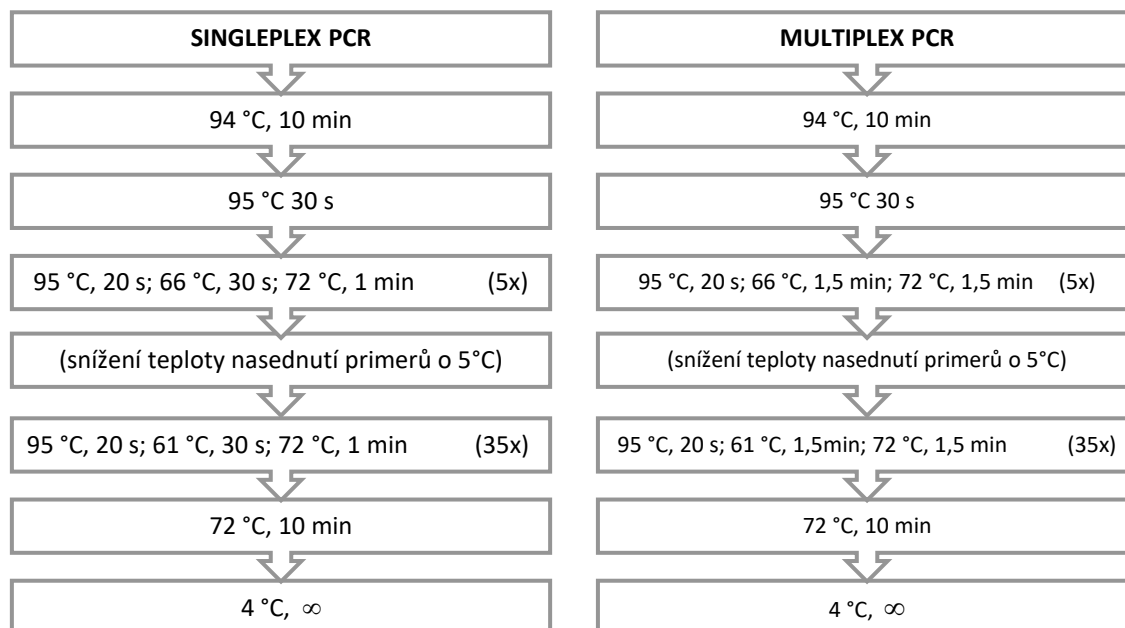 SINGLEPLEX PCR
94 °C, 10 min
95 °C 30 s
95 °C, 20 s; 66 °C, 30 s; 72 °C, 1 min (5x)
(snížení teploty nasednutí primerů o 5°C)
95 °C, 20 s; 61 °C, 30 s; 72 °C, 1 min (35x)
72 °C, 10 min
4 °C, ∞
MULTIPLEX PCR
94 °C, 10 min
95 °C 30 s
95 °C, 20 s; 66 °C, 1,5 min; 72 °C, 1,5 min (5x)
(snížení teploty nasednutí primerů o 5°C)
95 °C, 20 s; 61 °C, 1,5min; 72 °C, 1,5 min (35x)
72 °C, 10 min
4 °C, ∞